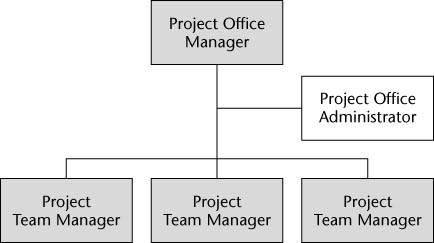 Project Office
Manager
Project Office
Administrator
Project
Team Manager
Project
Team Manager
Project
Team Manager